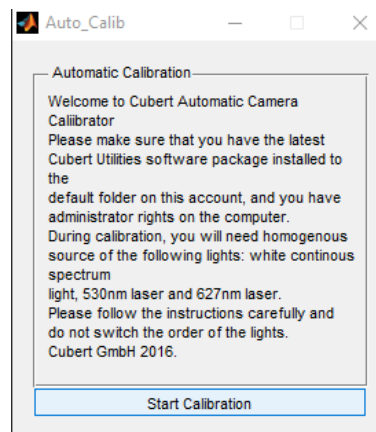 Auto_Calib
Automatic Calibration
Welcome to Cubert Automatic Camera
Caliibrator
Please make sure that you have the latest
Cubert Utilities software package installed to
the
default folder on this account, and you have
administrator rights on the computer.
During calibration, you will need homogenous
source of the following lights: white continous
spectrum
light, 530nm laser and 627nm laser.
Please follow the instructions carefully and
do not switch the order of the lights.
Cubert GmbH 2016.
Start Calibration